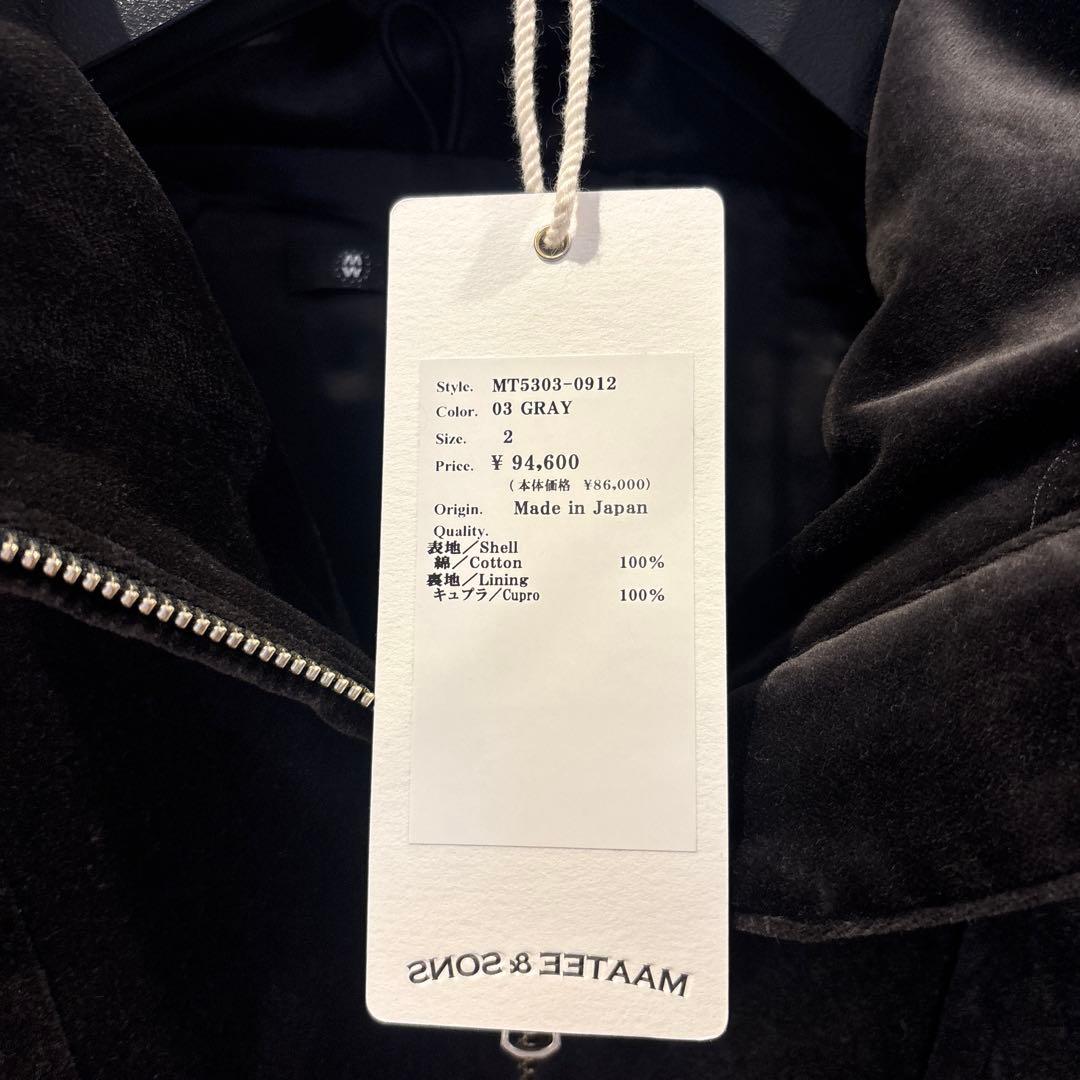 Style. MT5303-0912
Color. 03 GRAY
Size. 2
Price. ¥ 94,600
(本体価格 ¥86,000)
Origin. Made in Japan
Quality.
表地／Shell
綿／Cotton 100%
裏地／Lining
キュプラ／Cupro 100%
MAATEE & SONS